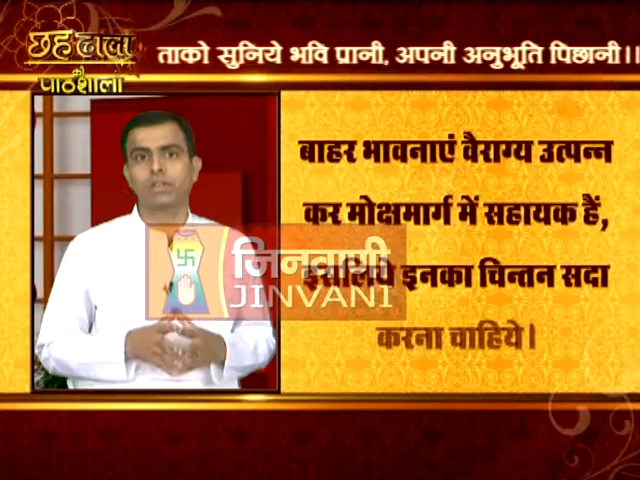 छह ढाला
की
पाठशाला
ताको सुनिये भवि प्रानी, अपनी अनुभूति पिछानी।।
बाहर भावनाएं वैराग्य उत्पन्न
कर मोक्षमार्ग में सहायक हैं,
इसलिये इनका चिन्तन सदा
करना चाहिये।
जिनवाणी
JINVANI